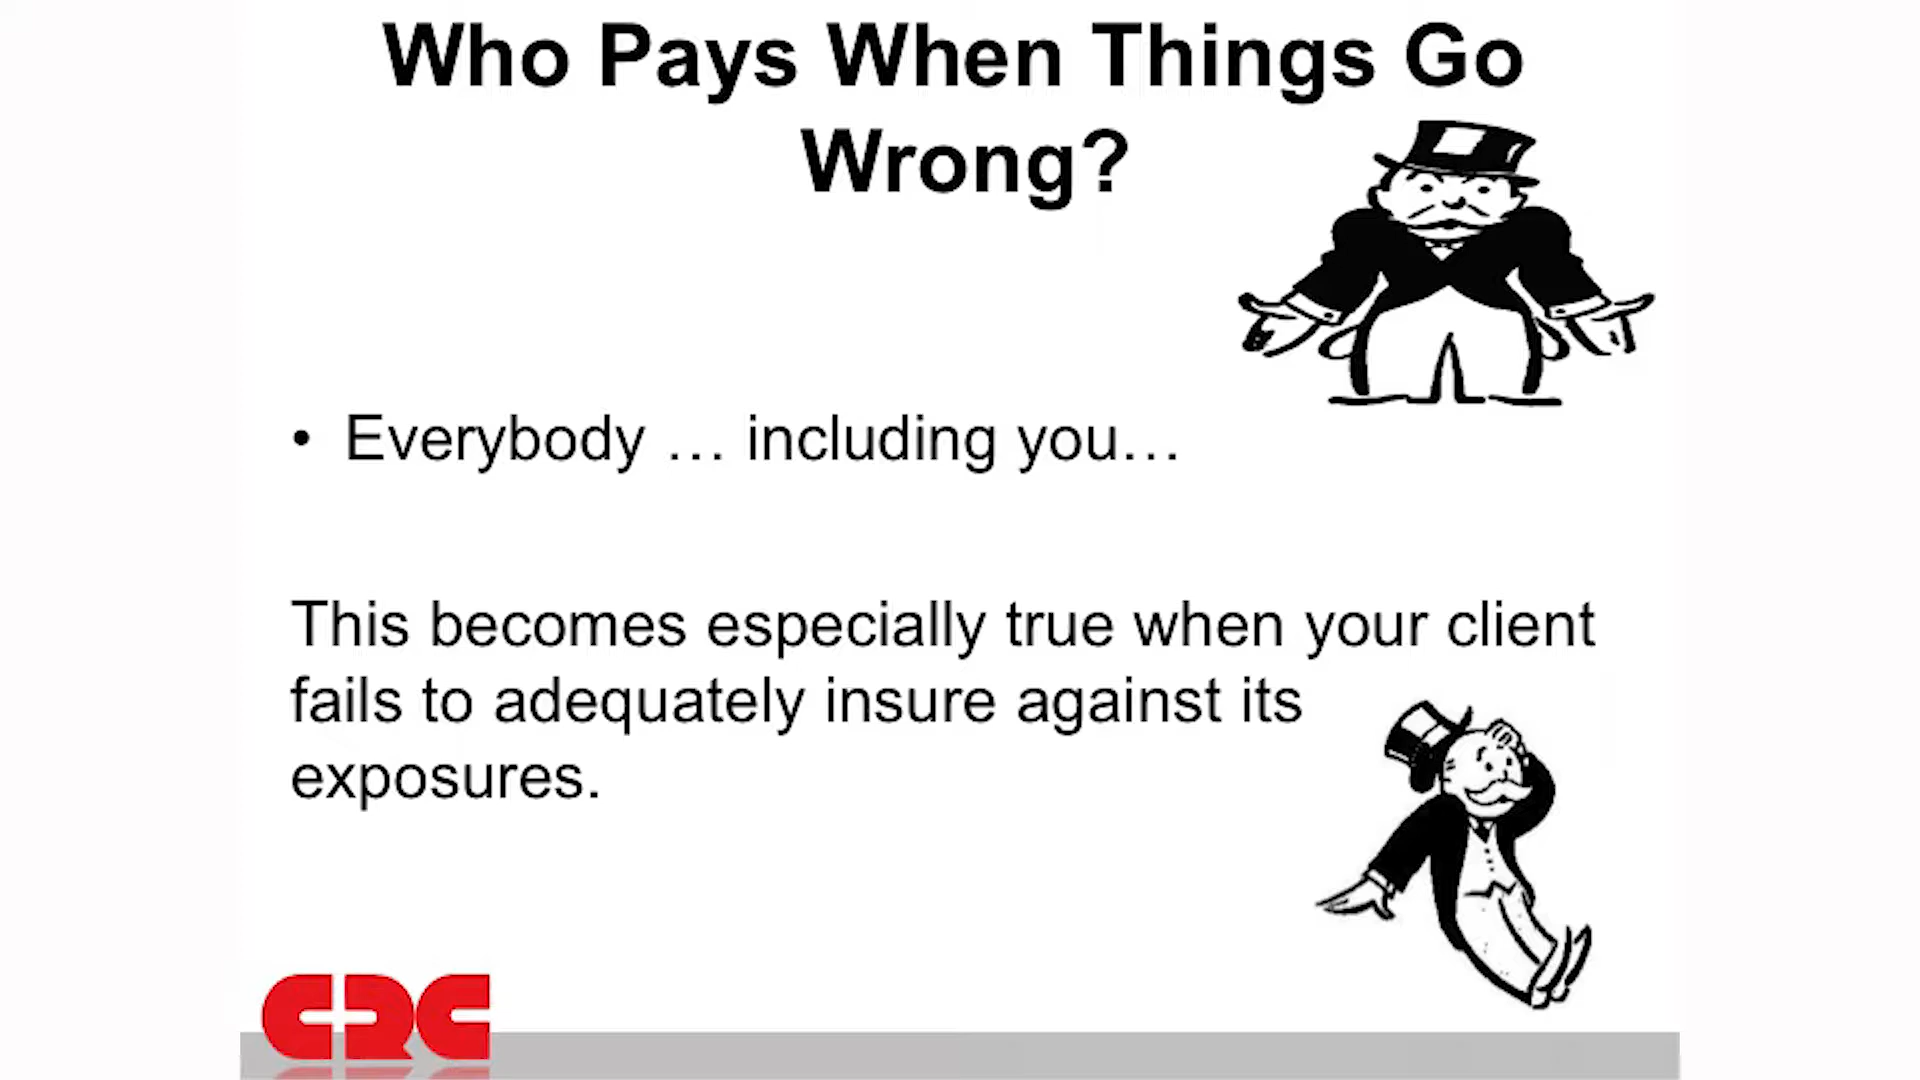 Who Pays When Things Go
Wrong?
• Everybody … including you…
This becomes especially true when your client
fails to adequately insure against its
exposures.
CRC